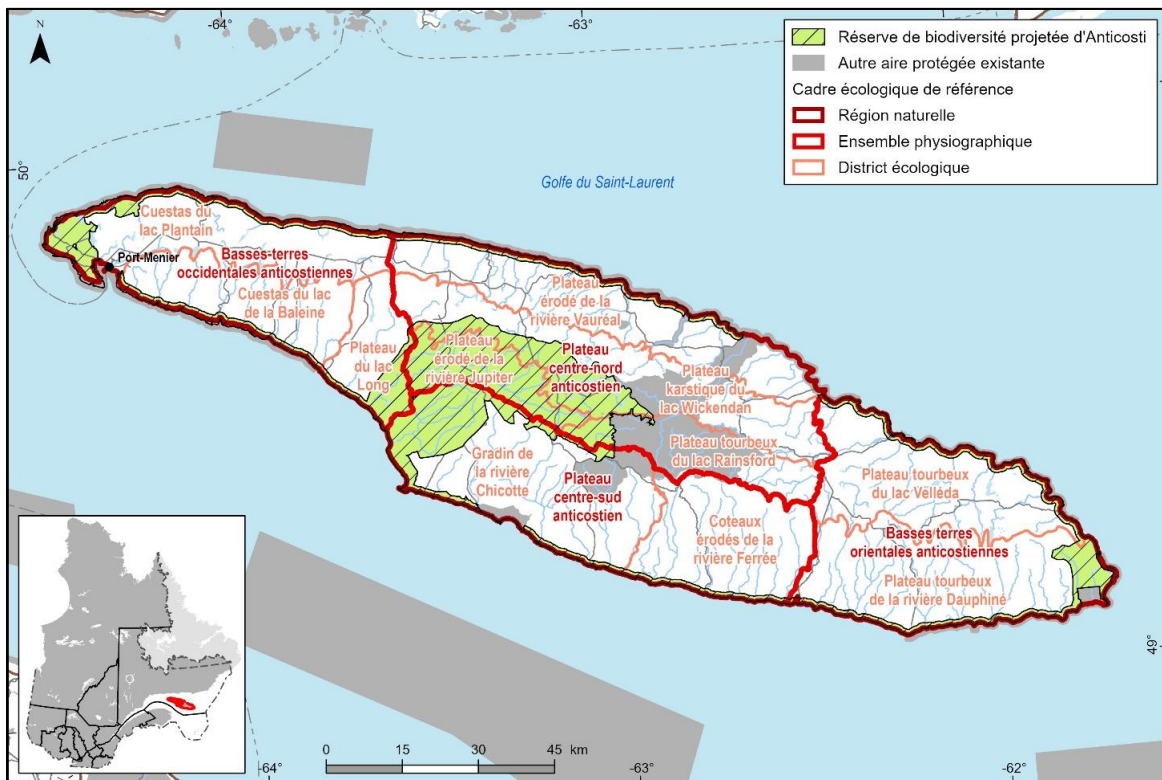 N
-64°
-63°
50°
Réserve de biodiversité projetée d'Anticosti
Autre aire protégée existante
Cadre écologique de référence
Région naturelle
Ensemble physiographique
District écologique
Golfe du Saint-Laurent
Cuestas du
lac Plantain
Port-Menier
Basses-terres
occidentales anticostiennes
Cuestas du lac
de la Baleine
Plateau
érodé de la
rivière Vauréal
Plateau
du lac
Long
Plateau
érodé de la
rivière Jupiter
Plateau
centre-nord
anticostien
Plateau
karstique du
lac Wickendan
Plateau tourbeux
du lac Rainsford
Gradin de
la rivière
Chicotte
Plateau
centre-sud
anticostien
Coteaux
érodés de la
rivière Ferrée
Plateau tourbeux
du lac Vélléda
Basses terres
orientales anticostiennes
Plateau tourbeux
de la rivière Dauphiné
49°
0 15 30 45 km
-64°
-63°
-62°